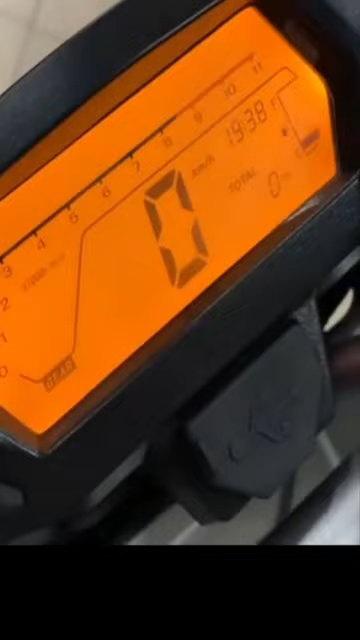 0 1 2 3 4 5 6 7 8 9 10 11
x1000 r/min
19:38
F
km/h
0
TOTAL
0
GEAR